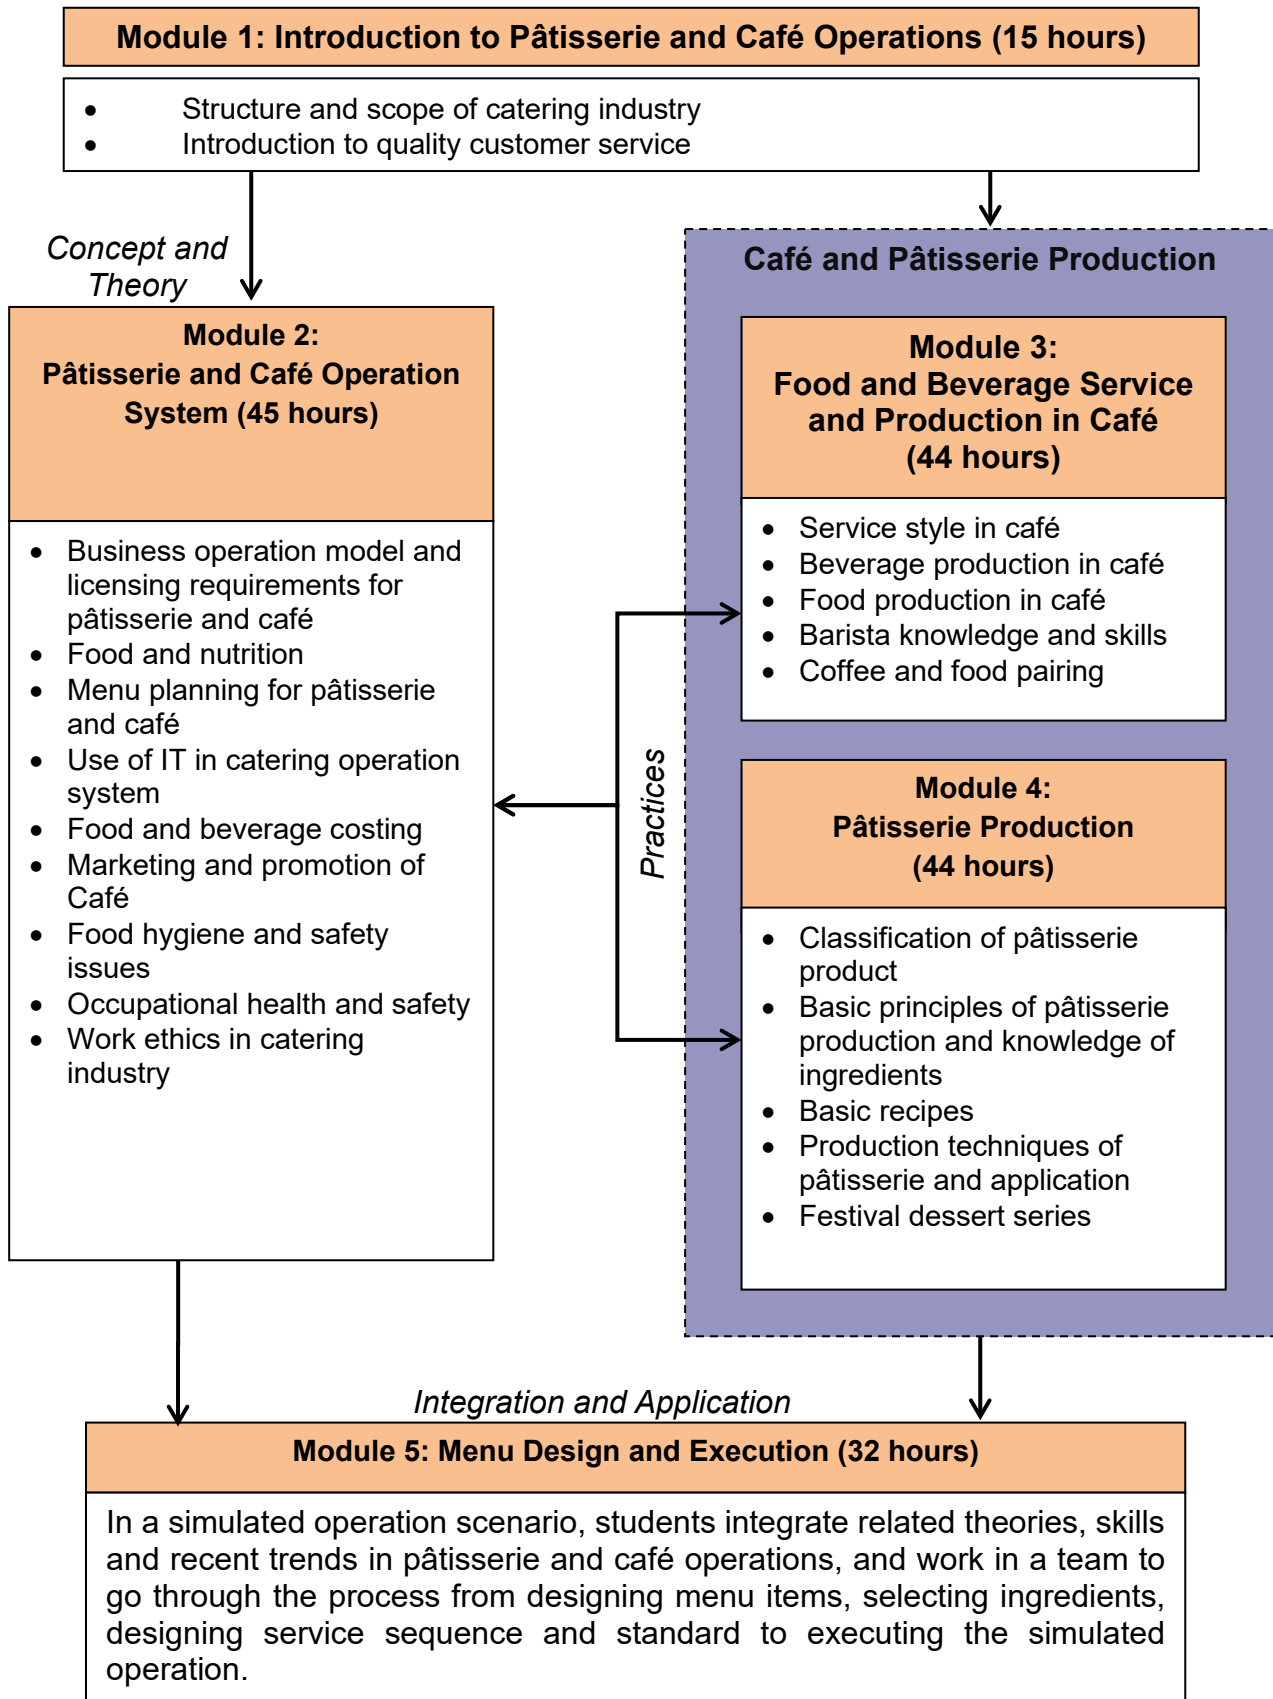 Module 1: Introduction to Pâtisserie and Café Operations (15 hours)
• Structure and scope of catering industry
• Introduction to quality customer service
Concept and
Theory
Module 2:
Pâtisserie and Café Operation
System (45 hours)
• Business operation model and
licensing requirements for
pâtisserie and café
• Food and nutrition
• Menu planning for pâtisserie
and café
• Use of IT in catering operation
system
• Food and beverage costing
• Marketing and promotion of
Café
• Food hygiene and safety
issues
• Occupational health and safety
• Work ethics in catering
industry
Practices
Café and Pâtisserie Production
Module 3:
Food and Beverage Service
and Production in Café
(44 hours)
• Service style in café
• Beverage production in café
• Food production in café
• Barista knowledge and skills
• Coffee and food pairing
Module 4:
Pâtisserie Production
(44 hours)
• Classification of pâtisserie
product
• Basic principles of pâtisserie
production and knowledge of
ingredients
• Basic recipes
• Production techniques of
pâtisserie and application
• Festival dessert series
Integration and Application
Module 5: Menu Design and Execution (32 hours)
In a simulated operation scenario, students integrate related theories, skills
and recent trends in pâtisserie and café operations, and work in a team to
go through the process from designing menu items, selecting ingredients,
designing service sequence and standard to executing the simulated
operation.